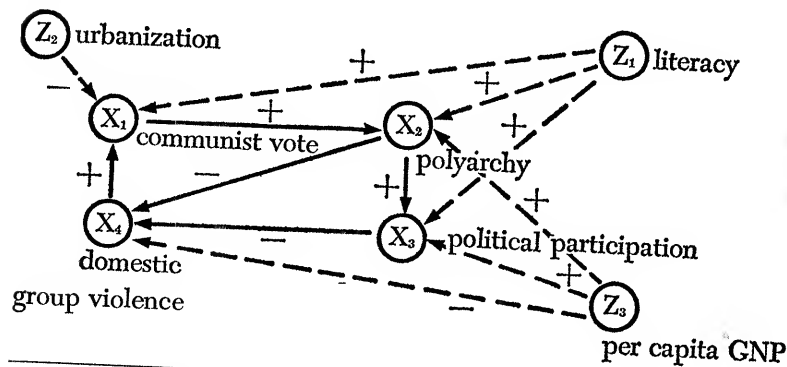 Z₂ urbanization
+
Z₁ literacy
−
+
+
X₁
+
X₂
communist vote
polyarchy
+
−
+
+
X₄
−
X₃ political participation
domestic
+
group violence
−
Z₃
per capita GNP